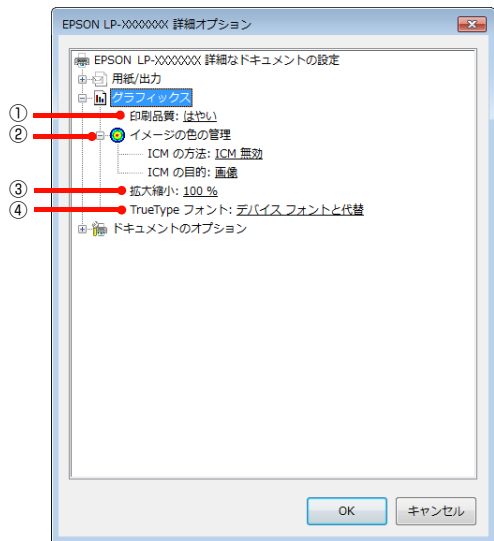 EPSON LP-XXXXXXX 詳細オプション
EPSON LP-XXXXXXX 詳細なドキュメントの設定
用紙/出力
グラフィックス
① 印刷品質: はやい
② イメージの色の管理
ICM の方法: ICM 無効
ICM の目的: 画像
③ 拡大縮小: 100 %
④ TrueType フォント: デバイス フォントと代替
ドキュメントのオプション
OK キャンセル